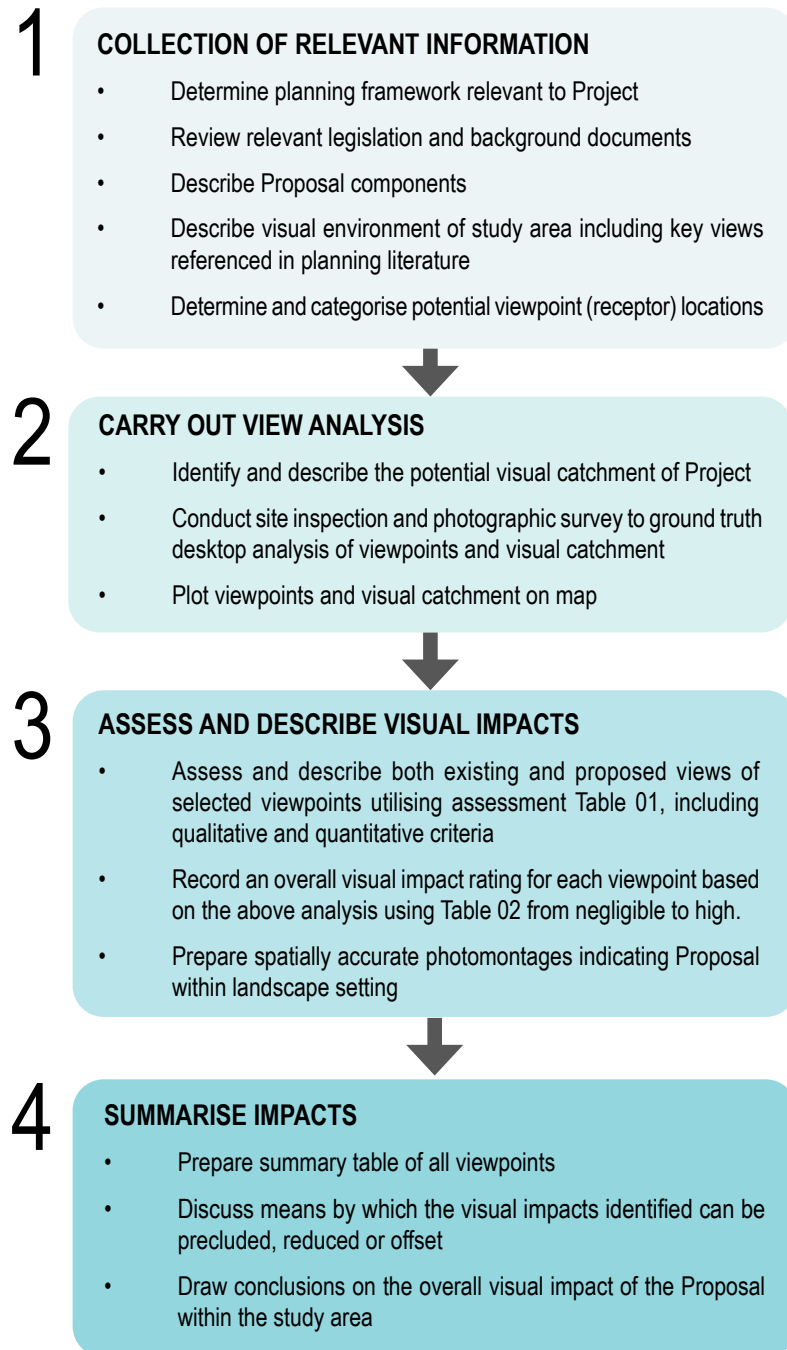 1
COLLECTION OF RELEVANT INFORMATION
• Determine planning framework relevant to Project
• Review relevant legislation and background documents
• Describe Proposal components
• Describe visual environment of study area including key views
referenced in planning literature
• Determine and categorise potential viewpoint (receptor) locations
2
CARRY OUT VIEW ANALYSIS
• Identify and describe the potential visual catchment of Project
• Conduct site inspection and photographic survey to ground truth
desktop analysis of viewpoints and visual catchment
• Plot viewpoints and visual catchment on map
3
ASSESS AND DESCRIBE VISUAL IMPACTS
• Assess and describe both existing and proposed views of
selected viewpoints utilising assessment Table 01, including
qualitative and quantitative criteria
• Record an overall visual impact rating for each viewpoint based
on the above analysis using Table 02 from negligible to high.
• Prepare spatially accurate photomontages indicating Proposal
within landscape setting
4
SUMMARISE IMPACTS
• Prepare summary table of all viewpoints
• Discuss means by which the visual impacts identified can be
precluded, reduced or offset
• Draw conclusions on the overall visual impact of the Proposal
within the study area